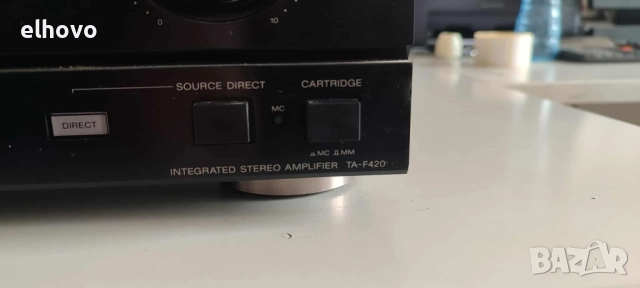 elhovo
0 10
SOURCE DIRECT CARTRIDGE
MC
DIRECT
MC MM
INTEGRATED STEREO AMPLIFIER TA-F420
BAZAR